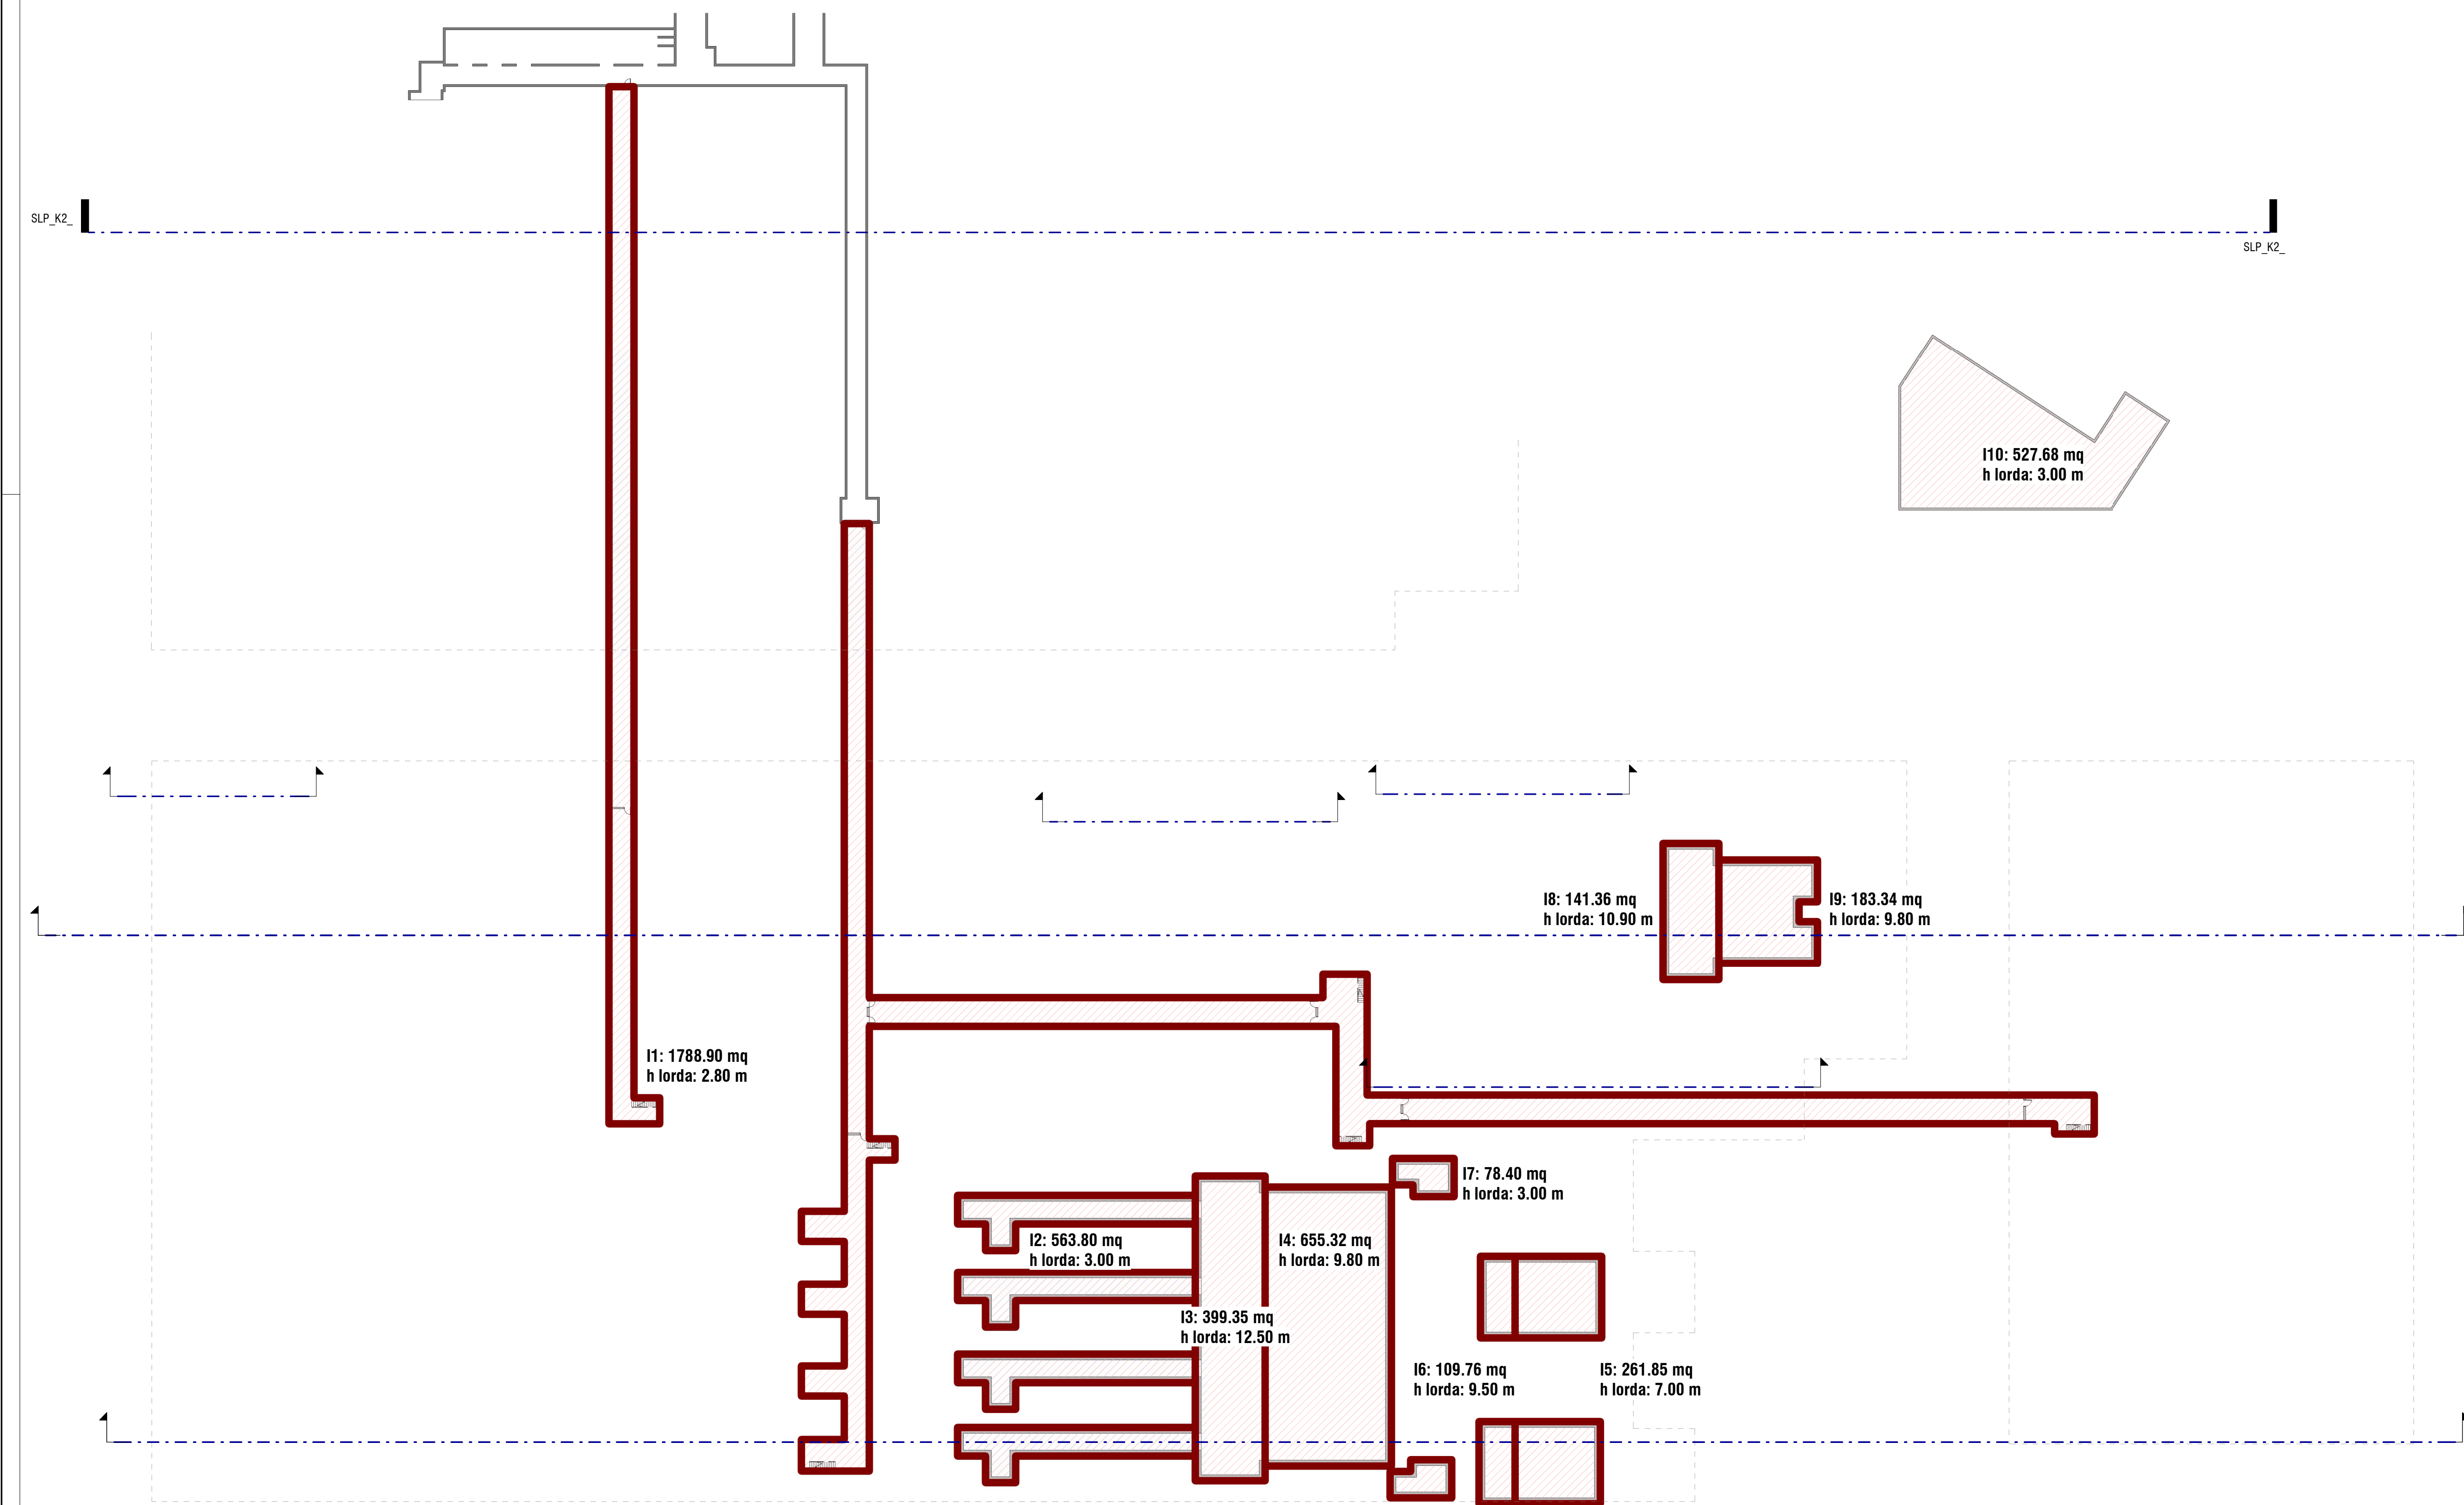 SLP_K2_
SLP_K2_
I10: 527.68 mq
h lorda: 3.00 m
I8: 141.36 mq
h lorda: 10.90 m
I9: 183.34 mq
h lorda: 9.80 m
I1: 1788.90 mq
h lorda: 2.80 m
I7: 78.40 mq
h lorda: 3.00 m
I2: 563.80 mq
h lorda: 3.00 m
I4: 655.32 mq
h lorda: 9.80 m
I3: 399.35 mq
h lorda: 12.50 m
I6: 109.76 mq
h lorda: 9.50 m
I5: 261.85 mq
h lorda: 7.00 m